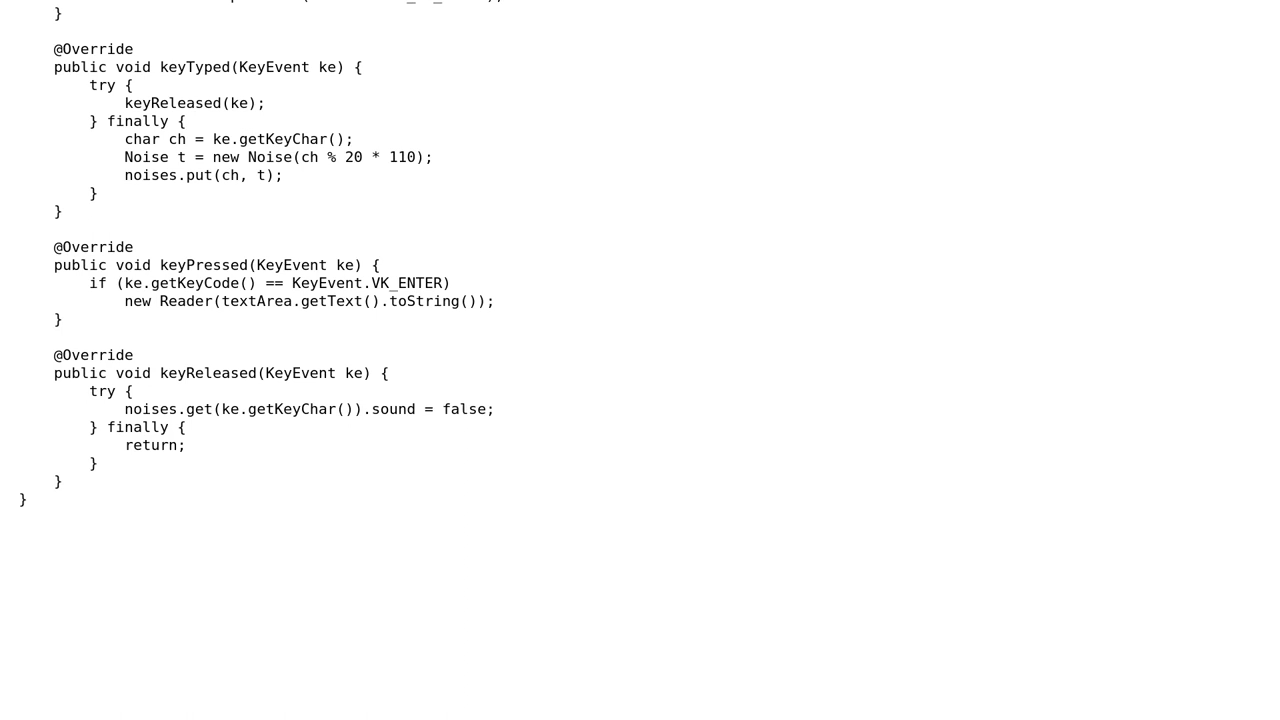 }
@Override
public void keyTyped(KeyEvent ke) {
try {
keyReleased(ke);
} finally {
char ch = ke.getKeyChar();
Noise t = new Noise(ch % 20 * 110);
noises.put(ch, t);
}
}
@Override
public void keyPressed(KeyEvent ke) {
if (ke.getKeyCode() == KeyEvent.VK_ENTER)
new Reader(textArea.getText().toString());
}
@Override
public void keyReleased(KeyEvent ke) {
try {
noises.get(ke.getKeyChar()).sound = false;
} finally {
return;
}
}
}